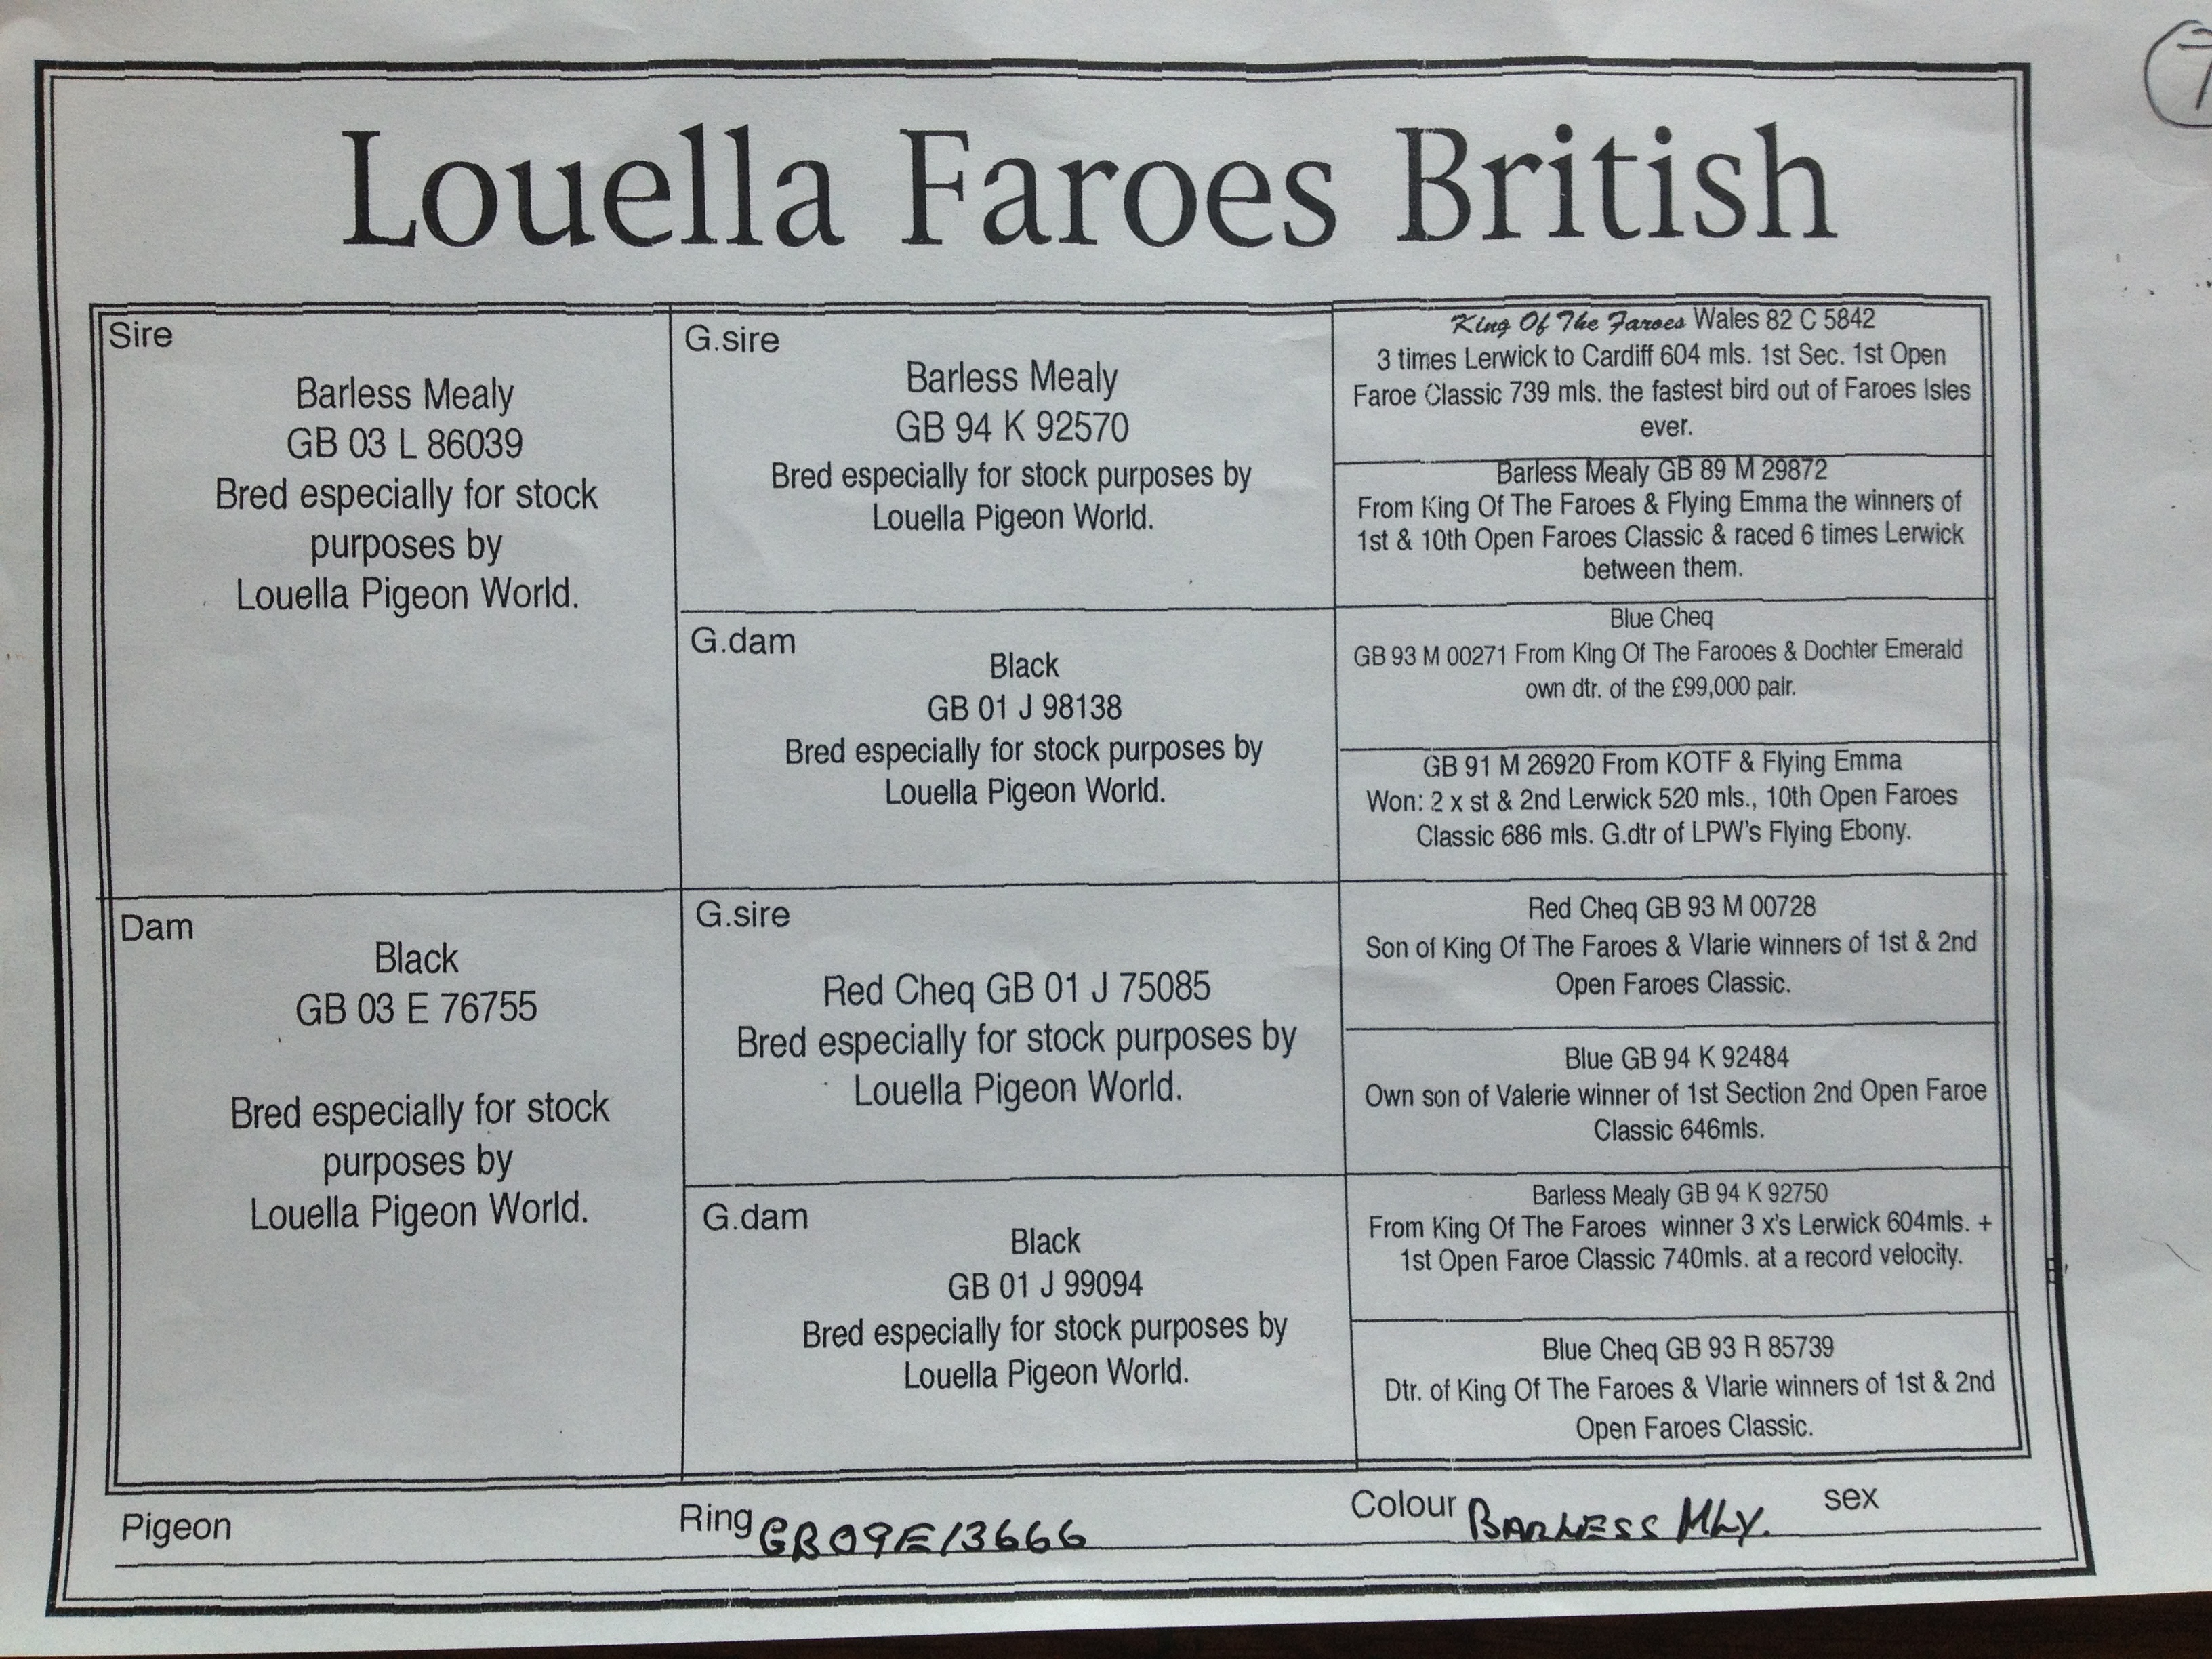 7
Louella Faroes British
Sire
Barless Mealy
GB 03 L 86039
Bred especially for stock
purposes by
Louella Pigeon World.
G.sire
Barless Mealy
GB 94 K 92570
Bred especially for stock purposes by
Louella Pigeon World.
G.dam
Black
GB 01 J 98138
Bred especially for stock purposes by
Louella Pigeon World.
King Of The Faroes Wales 82 C 5842
3 times Lerwick to Cardiff 604 mls. 1st Sec. 1st Open
Faroe Classic 739 mls. the fastest bird out of Faroes Isles
ever.
Barless Mealy GB 89 M 29872
From King Of The Faroes & Flying Emma the winners of
1st & 10th Open Faroes Classic & raced 6 times Lerwick
between them.
Blue Cheq
GB 93 M 00271 From King Of The Farooes & Dochter Emerald
own dtr. of the £99,000 pair.
GB 91 M 26920 From KOTF & Flying Emma
Won: 2 x st & 2nd Lerwick 520 mls., 10th Open Faroes
Classic 686 mls. G.dtr of LPW's Flying Ebony.
Dam
Black
GB 03 E 76755
Bred especially for stock
purposes by
Louella Pigeon World.
G.sire
Red Cheq GB 01 J 75085
Bred especially for stock purposes by
Louella Pigeon World.
G.dam
Black
GB 01 J 99094
Bred especially for stock purposes by
Louella Pigeon World.
Red Cheq GB 93 M 00728
Son of King Of The Faroes & Vlarie winners of 1st & 2nd
Open Faroes Classic.
Blue GB 94 K 92484
Own son of Valerie winner of 1st Section 2nd Open Faroe
Classic 646mls.
Barless Mealy GB 94 K 92750
From King Of The Faroes winner 3 x's Lerwick 604mls. +
1st Open Faroe Classic 740mls. at a record velocity.
Blue Cheq GB 93 R 85739
Dtr. of King Of The Faroes & Vlarie winners of 1st & 2nd
Open Faroes Classic.
Pigeon Ring GB09E13666 Colour BARLESS MLY. sex